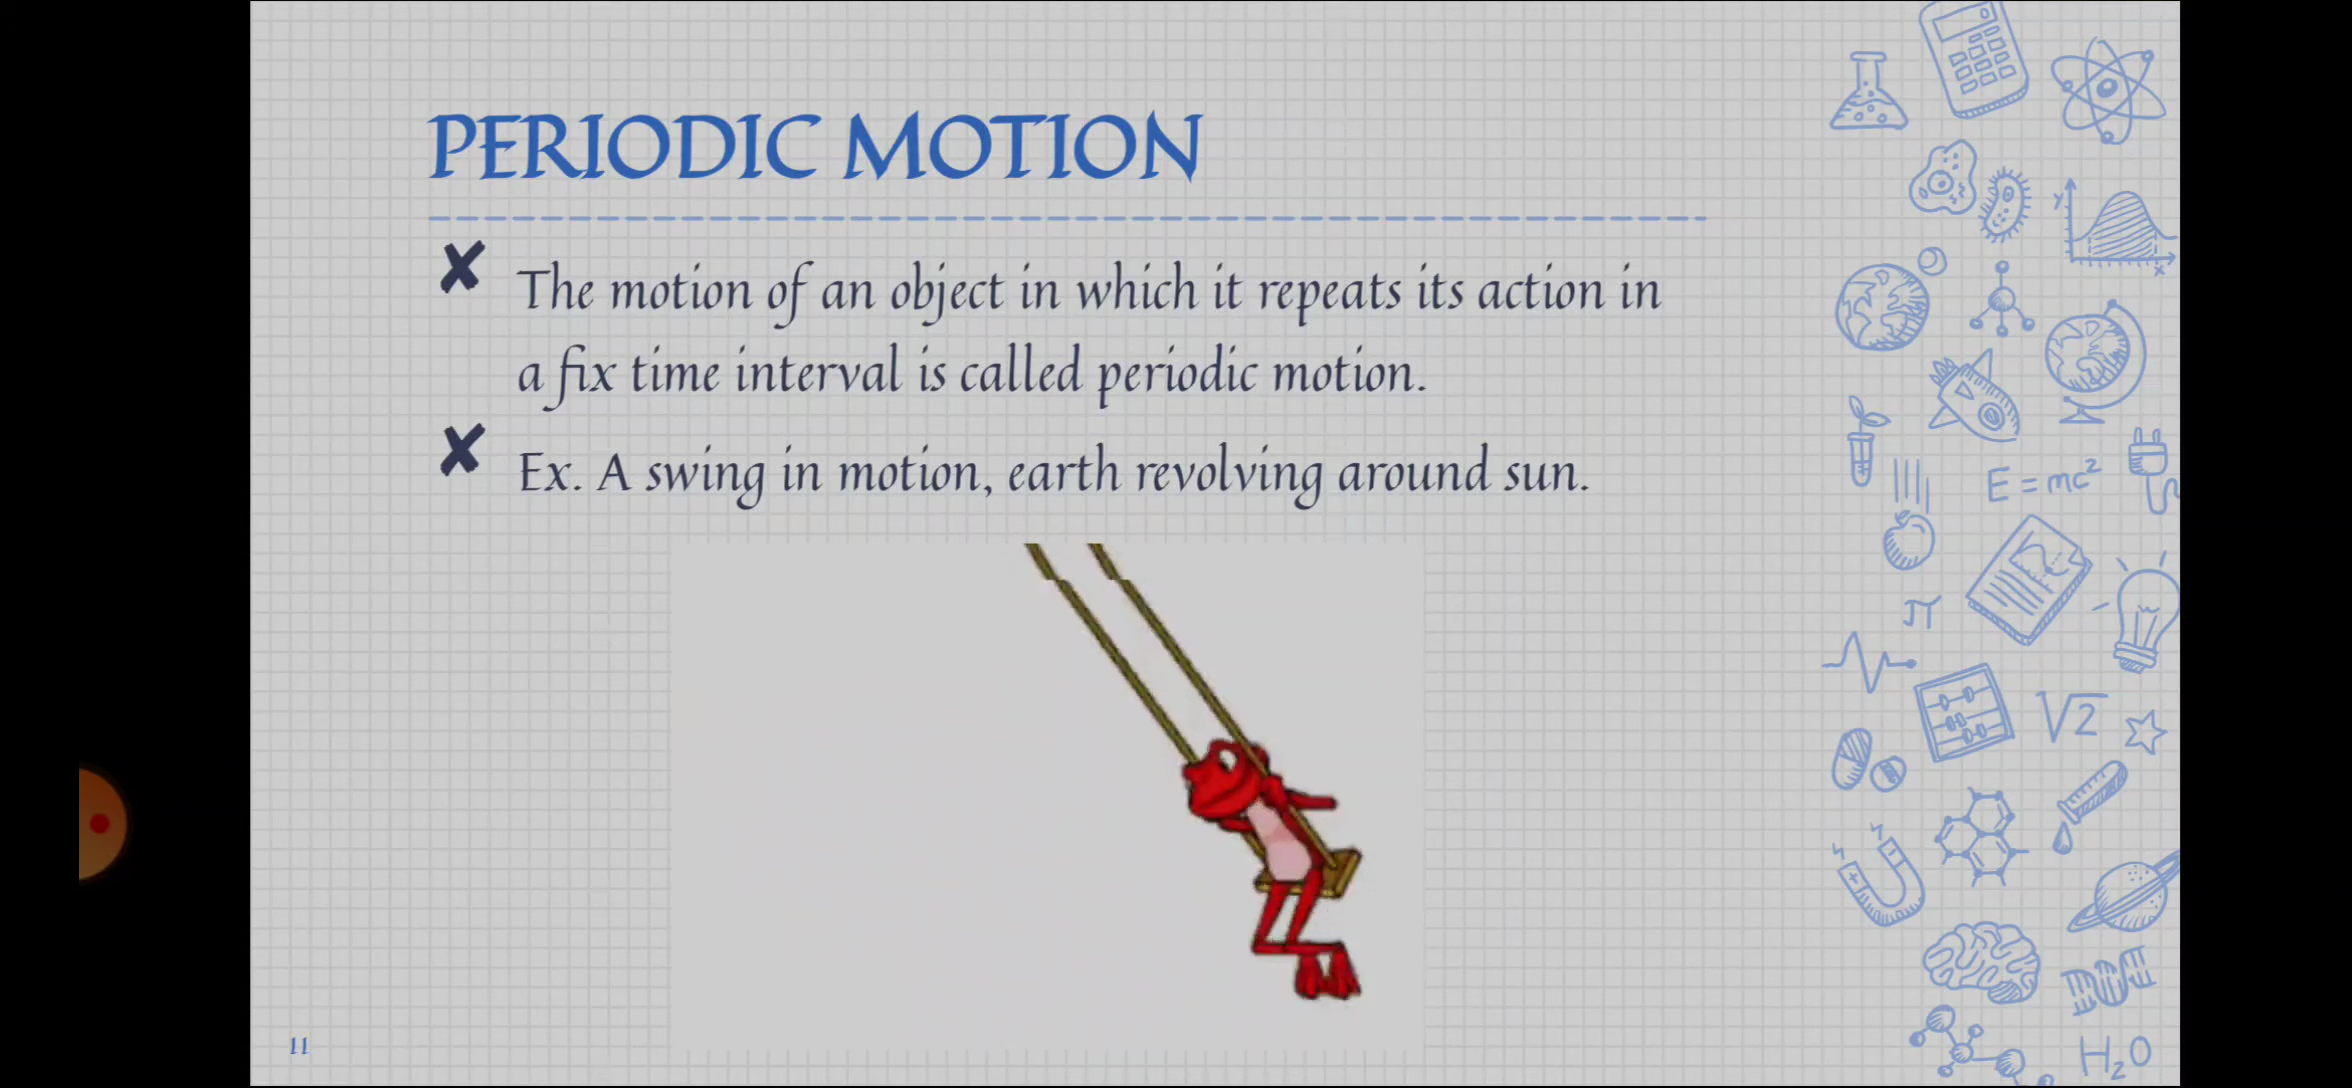 PERIODIC MOTION
✘ The motion of an object in which it repeats its action in
a fix time interval is called periodic motion.
✘ Ex. A swing in motion, earth revolving around sun.
Y
x
E = mc²
π
√2
H₂O
11